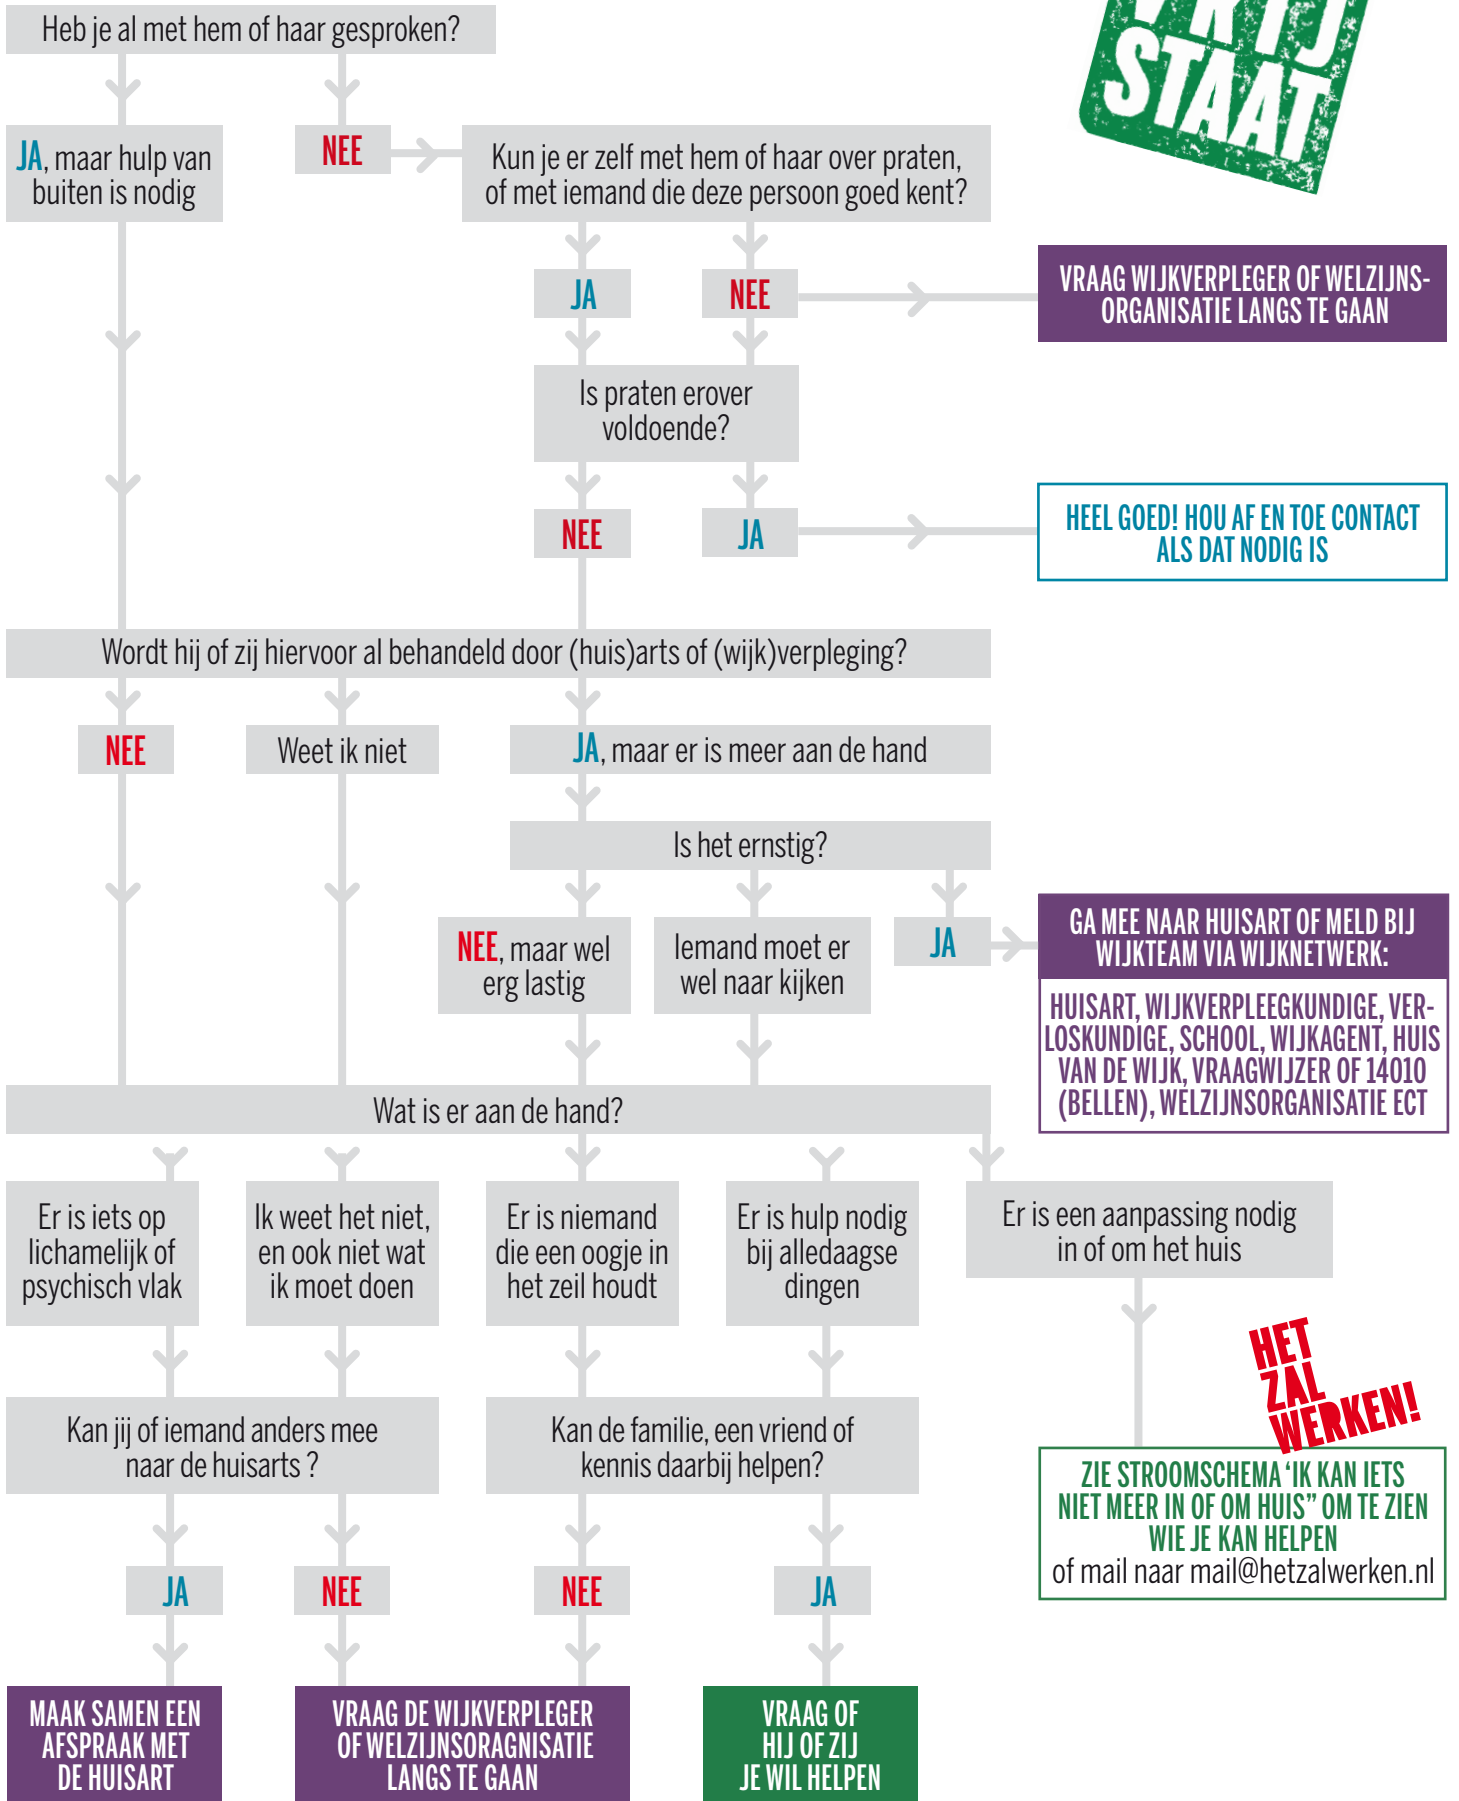 Heb je al met hem of haar gesproken?
STAAT
JA, maar hulp van
buiten is nodig
NEE
Kun je er zelf met hem of haar over praten,
of met iemand die deze persoon goed kent?
JA
NEE
VRAAG WIJKVERPLEGER OF WELZIJNS-
ORGANISATIE LANGS TE GAAN
Is praten erover
voldoende?
NEE
JA
HEEL GOED! HOU AF EN TOE CONTACT
ALS DAT NODIG IS
Wordt hij of zij hiervoor al behandeld door (huis)arts of (wijk)verpleging?
NEE
Weet ik niet
JA, maar er is meer aan de hand
Is het ernstig?
NEE, maar wel
erg lastig
Iemand moet er
wel naar kijken
JA
GA MEE NAAR HUISART OF MELD BIJ
WIJKTEAM VIA WIJKNETWERK:
HUISART, WIJKVERPLEEGKUNDIGE, VER-
LOSKUNDIGE, SCHOOL, WIJKAGENT, HUIS
VAN DE WIJK, VRAAGWIJZER OF 14010
(BELLEN), WELZIJNSORGANISATIE ECT
Wat is er aan de hand?
Er is iets op
lichamelijk of
psychisch vlak
Ik weet het niet,
en ook niet wat
ik moet doen
Er is niemand
die een oogje in
het zeil houdt
Er is hulp nodig
bij alledaagse
dingen
Er is een aanpassing nodig
in of om het huis
Kan jij of iemand anders mee
naar de huisarts ?
Kan de familie, een vriend of
kennis daarbij helpen?
HET
ZAL
WERKEN!
ZIE STROOMSCHEMA ‘IK KAN IETS
NIET MEER IN OF OM HUIS” OM TE ZIEN
WIE JE KAN HELPEN
of mail naar mail@hetzalwerken.nl
JA
NEE
NEE
JA
MAAK SAMEN EEN
AFSPRAAK MET
DE HUISART
VRAAG DE WIJKVERPLEGER
OF WELZIJNSORAGNISATIE
LANGS TE GAAN
VRAAG OF
HIJ OF ZIJ
JE WIL HELPEN